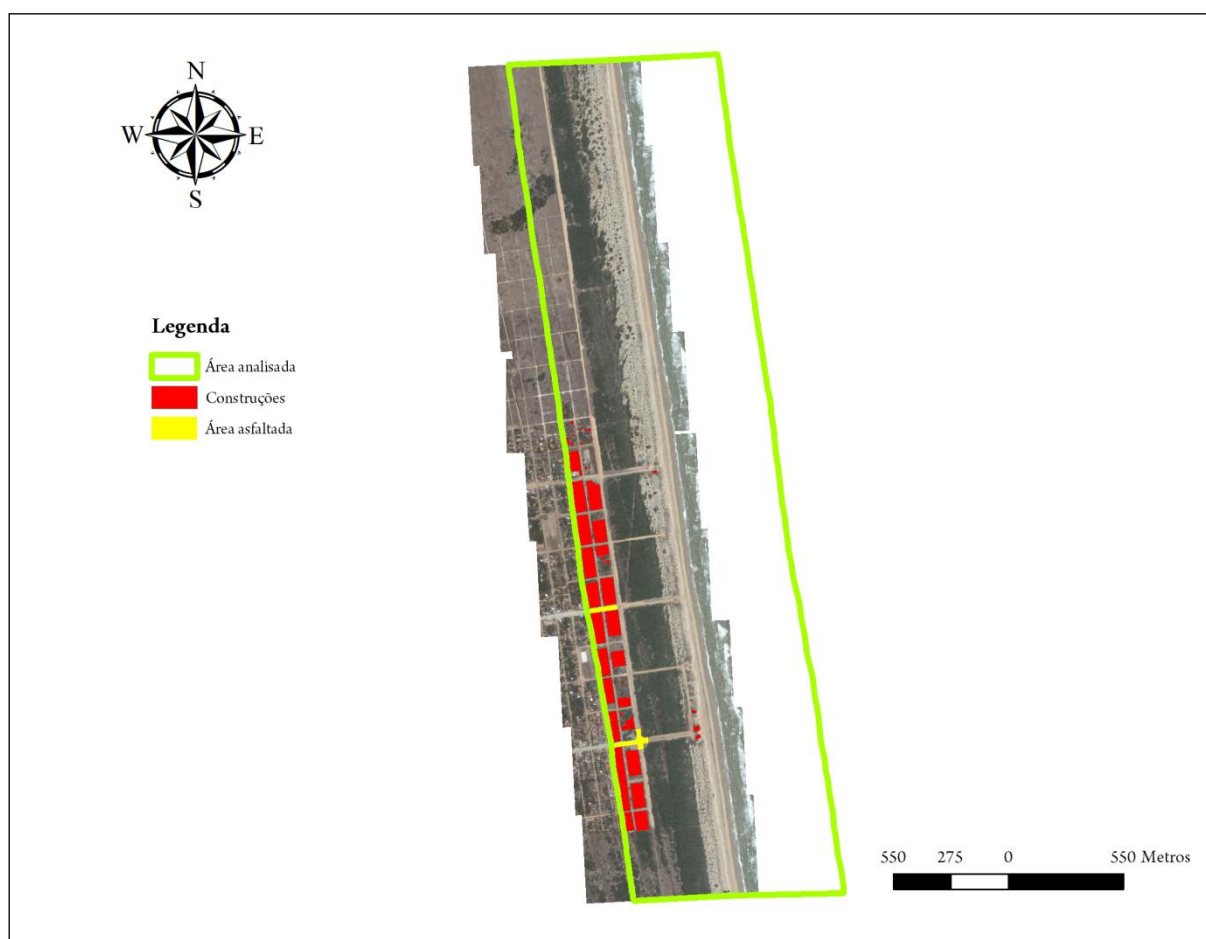 N
W E
S
Legenda
Área analisada
Construções
Área asfaltada
550 275 0 550 Metros